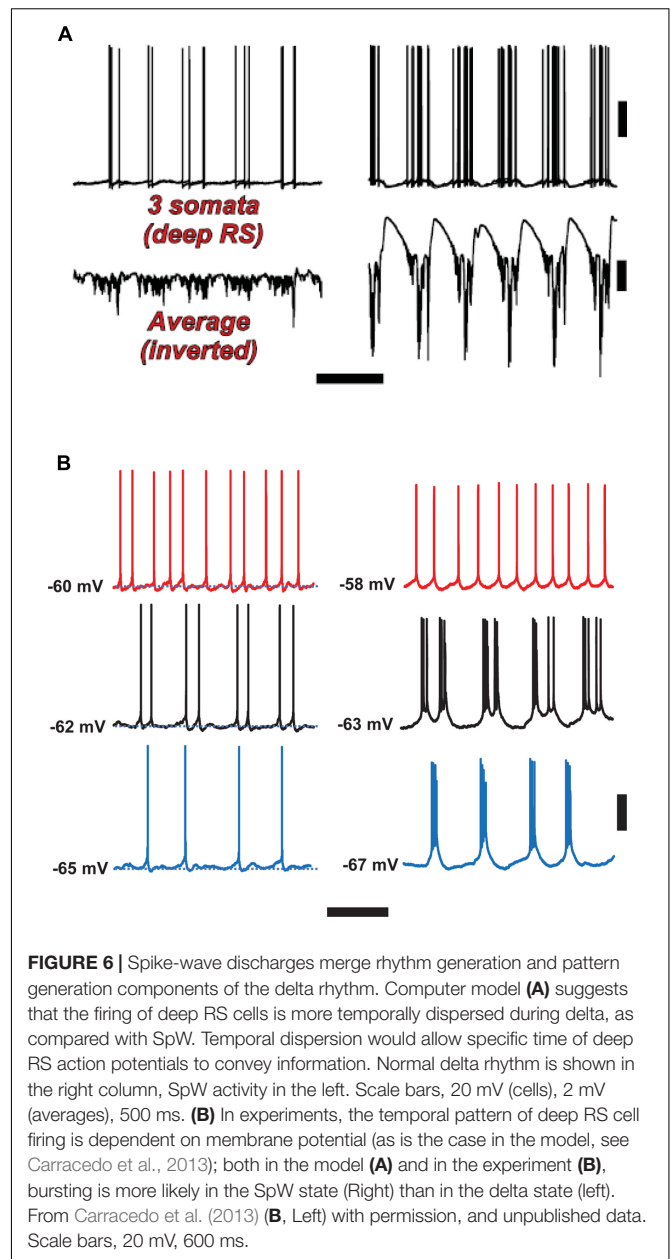 A
3 somata
(deep RS)
Average
(inverted)
B
-60 mV
-58 mV
-62 mV
-63 mV
-65 mV
-67 mV
FIGURE 6 | Spike-wave discharges merge rhythm generation and pattern
generation components of the delta rhythm. Computer model (A) suggests
that the firing of deep RS cells is more temporally dispersed during delta, as
compared with SpW. Temporal dispersion would allow specific time of deep
RS action potentials to convey information. Normal delta rhythm is shown in
the right column, SpW activity in the left. Scale bars, 20 mV (cells), 2 mV
(averages), 500 ms. (B) In experiments, the temporal pattern of deep RS cell
firing is dependent on membrane potential (as is the case in the model, see
Carracedo et al., 2013); both in the model (A) and in the experiment (B),
bursting is more likely in the SpW state (Right) than in the delta state (left).
From Carracedo et al. (2013) (B, Left) with permission, and unpublished data.
Scale bars, 20 mV, 600 ms.